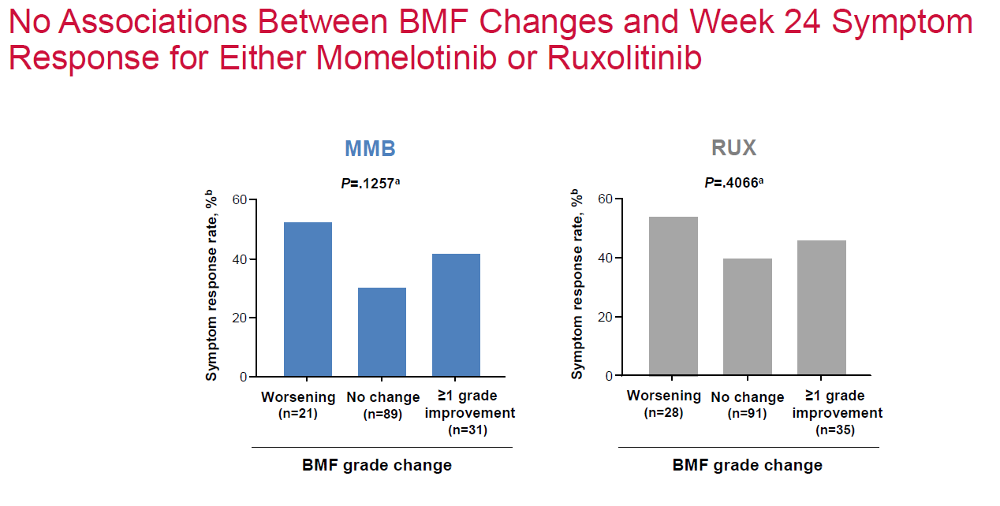 No Associations Between BMF Changes and Week 24 Symptom
Response for Either Momelotinib or Ruxolitinib
MMB
P=.1257ᵃ
Symptom response rate, %ᵇ
60
40
20
0
Worsening
(n=21)
No change
(n=89)
≥1 grade
improvement
(n=31)
BMF grade change
RUX
P=.4066ᵃ
Symptom response rate, %ᵇ
60
40
20
0
Worsening
(n=28)
No change
(n=91)
≥1 grade
improvement
(n=35)
BMF grade change